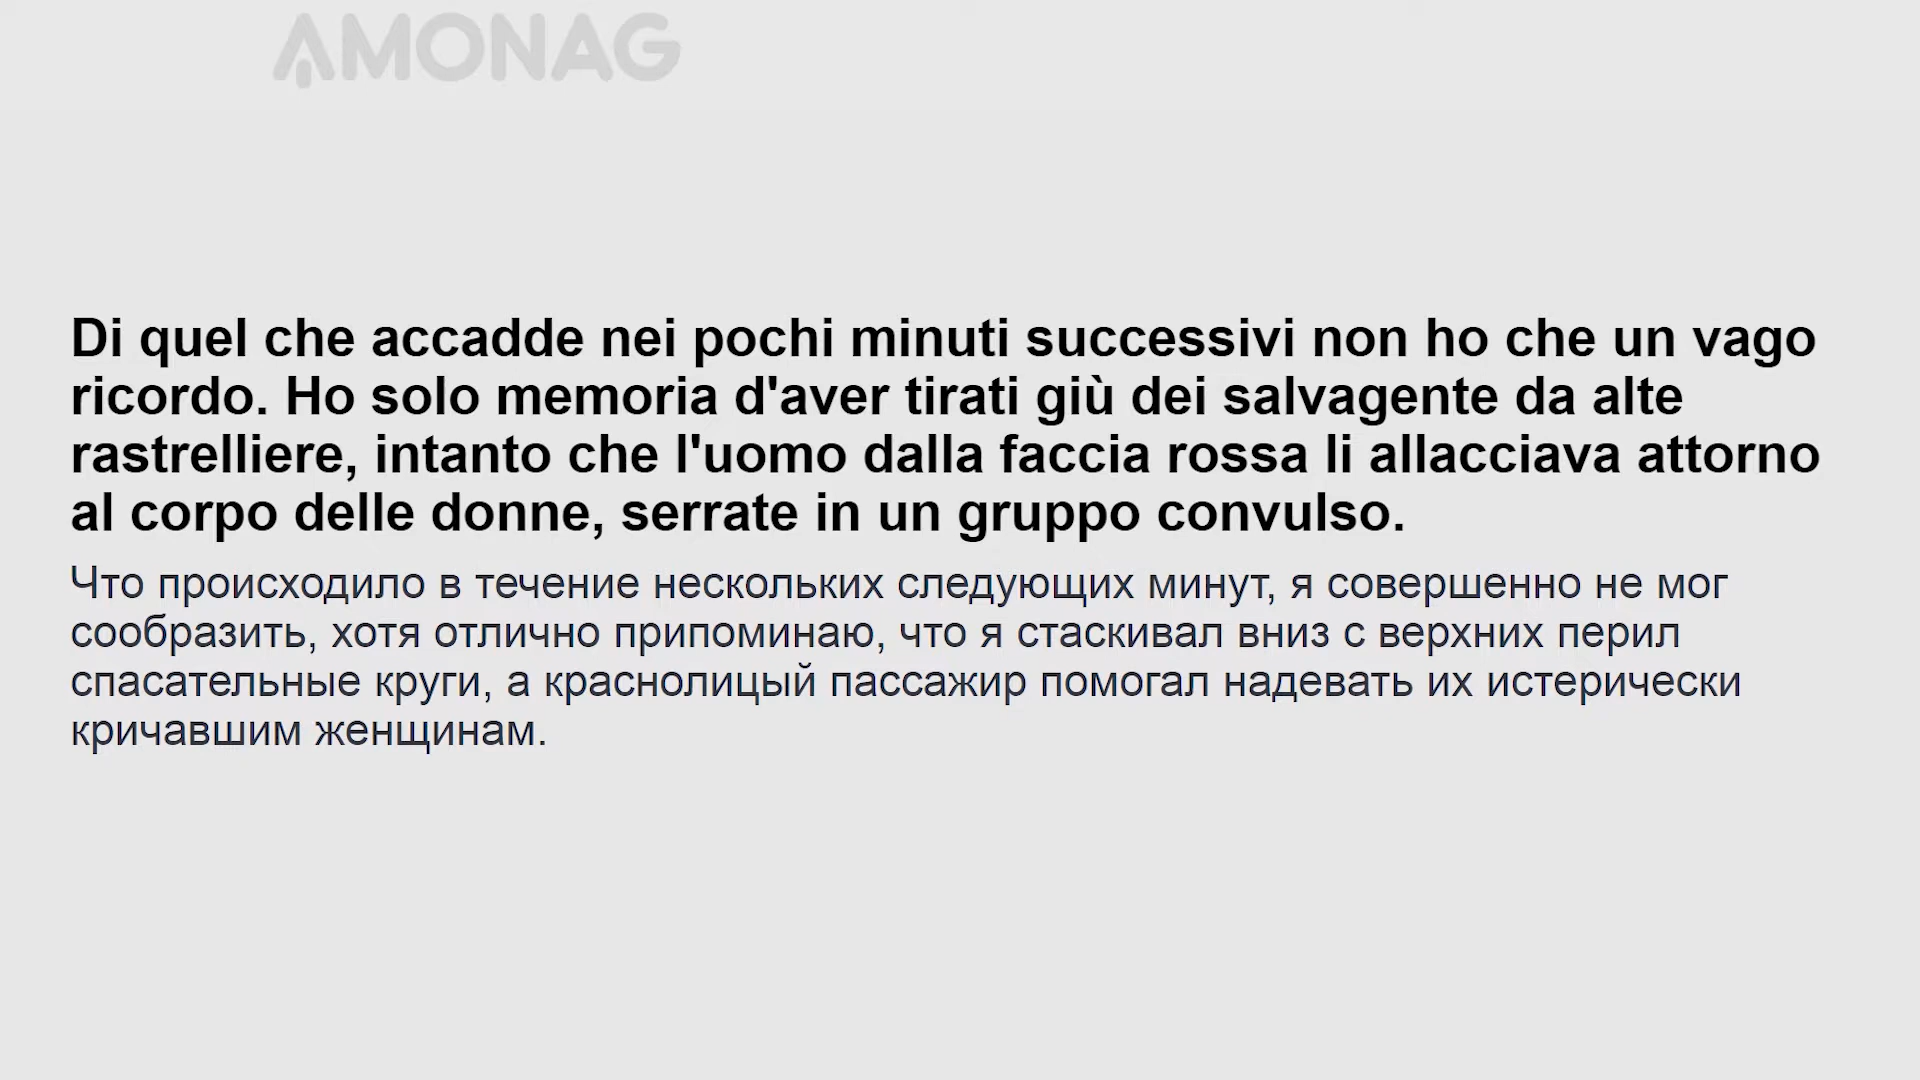 AMONAG
Di quel che accadde nei pochi minuti successivi non ho che un vago
ricordo. Ho solo memoria d'aver tirati giù dei salvagente da alte
rastrelliere, intanto che l'uomo dalla faccia rossa li allacciava attorno
al corpo delle donne, serrate in un gruppo convulso.
Что происходило в течение нескольких следующих минут, я совершенно не мог
сообразить, хотя отлично припоминаю, что я стаскивал вниз с верхних перил
спасательные круги, а краснолицый пассажир помогал надевать их истерически
кричавшим женщинам.